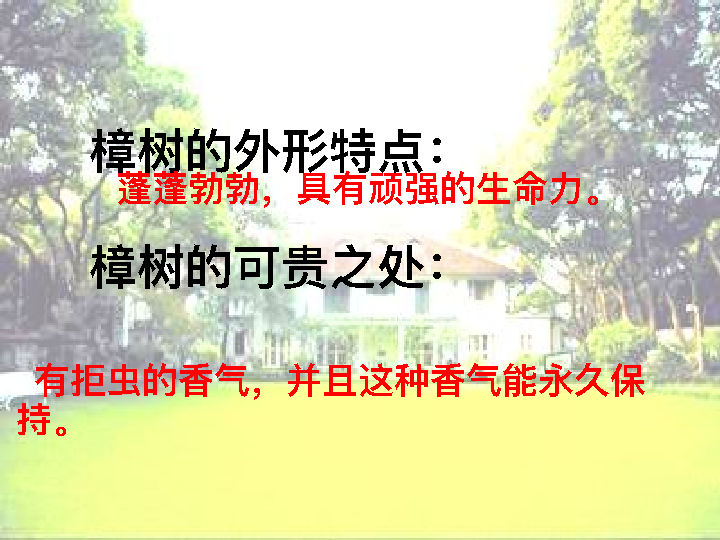 樟树的外形特点：
蓬蓬勃勃，具有顽强的生命力。
樟树的可贵之处：
有拒虫的香气，并且这种香气能永久保
持。